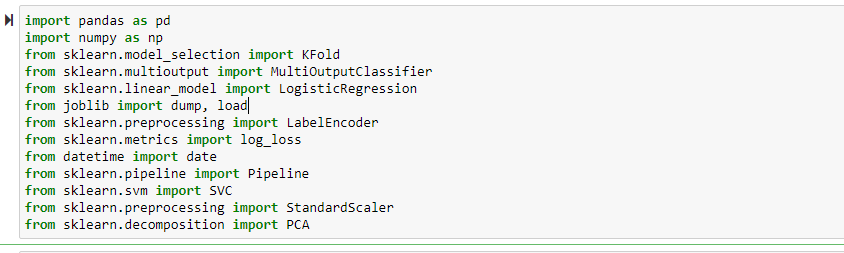 import pandas as pd
import numpy as np
from sklearn.model_selection import KFold
from sklearn.multioutput import MultiOutputClassifier
from sklearn.linear_model import LogisticRegression
from joblib import dump, load
from sklearn.preprocessing import LabelEncoder
from sklearn.metrics import log_loss
from datetime import date
from sklearn.pipeline import Pipeline
from sklearn.svm import SVC
from sklearn.preprocessing import StandardScaler
from sklearn.decomposition import PCA